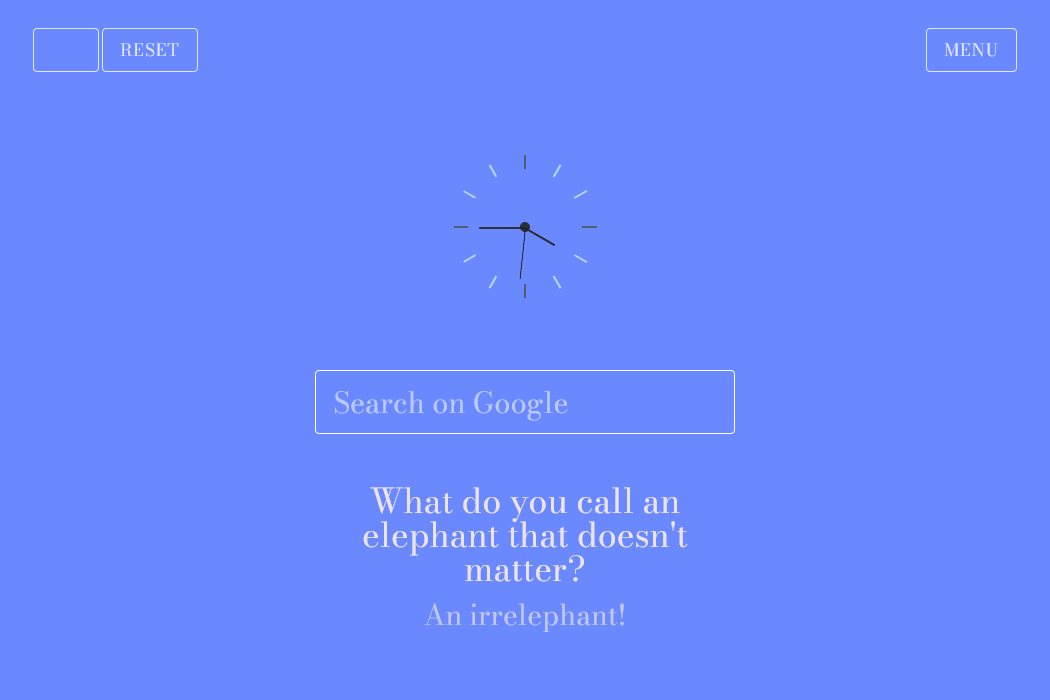 RESET
MENU
Search on Google
What do you call an
elephant that doesn't
matter?
An irrelephant!